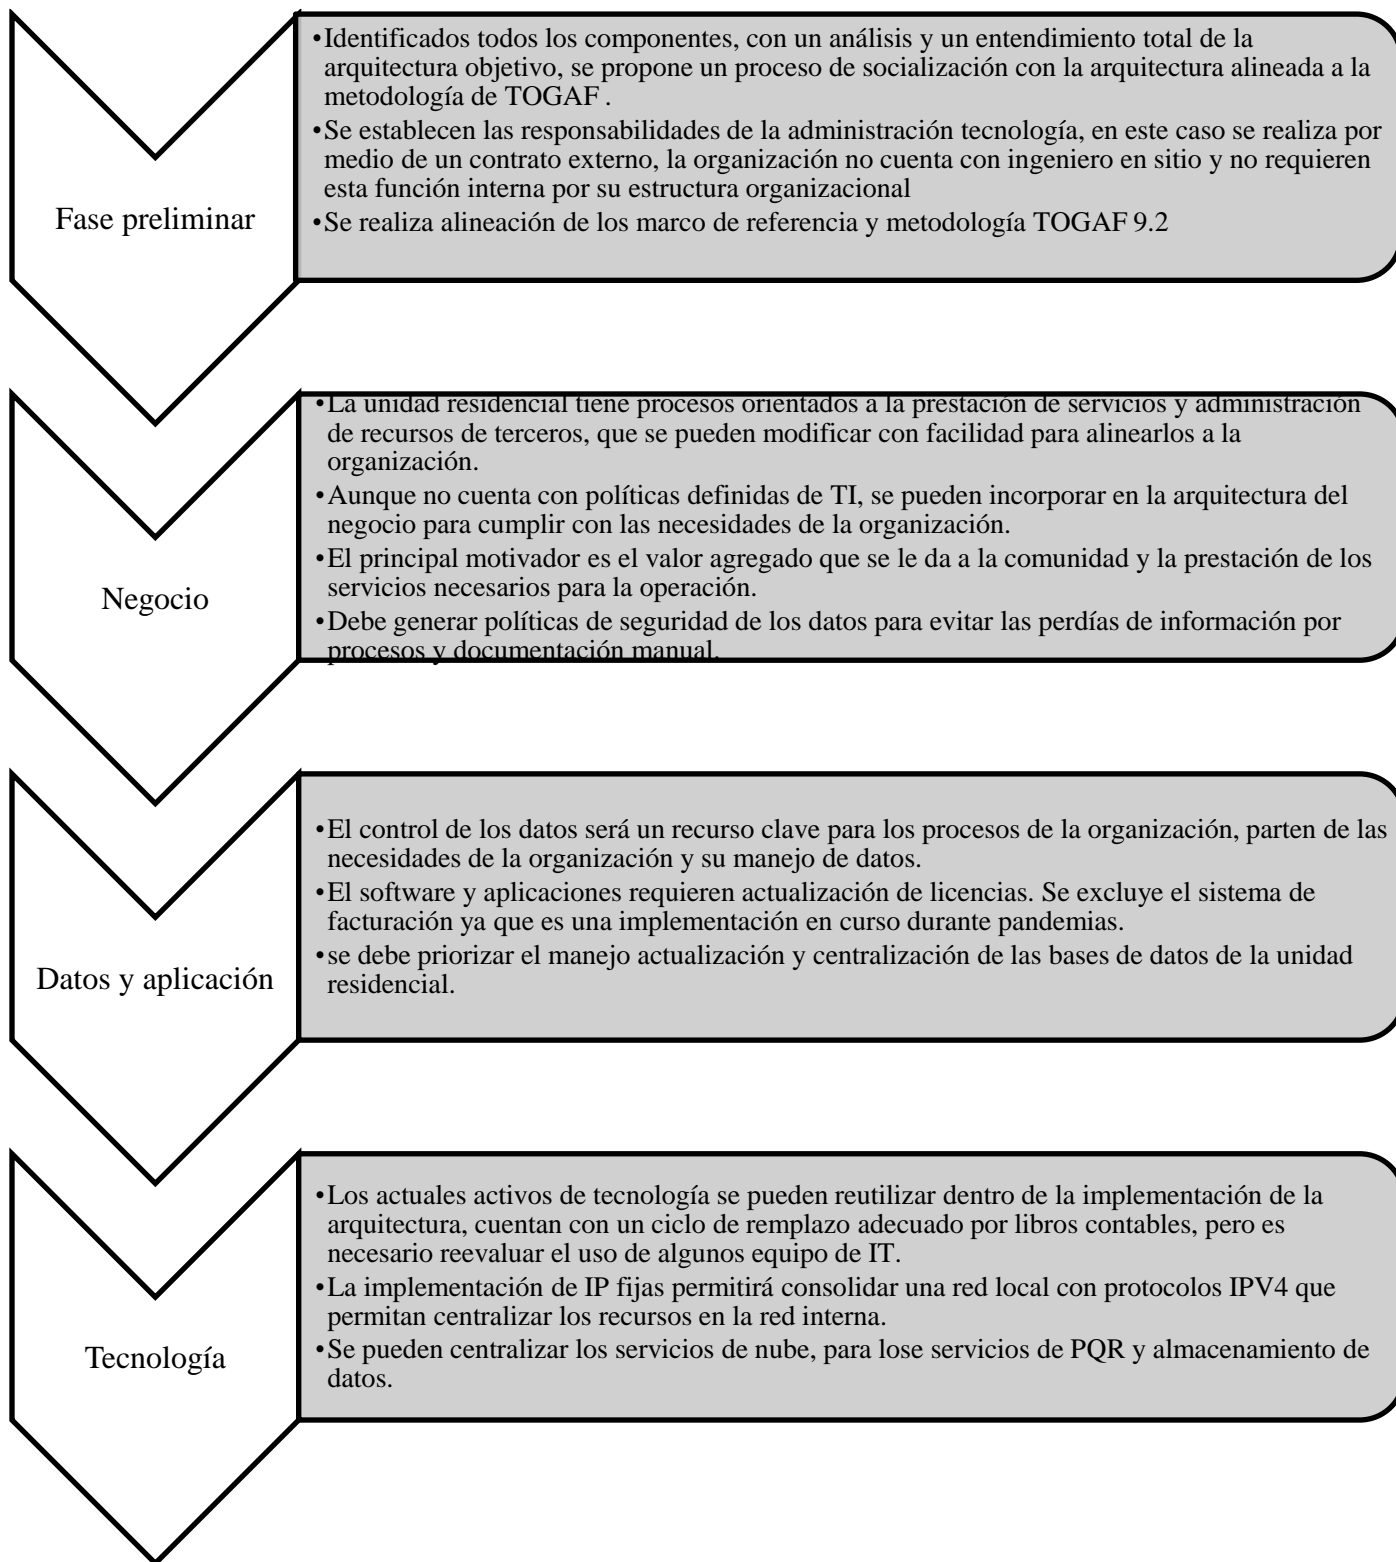 Fase preliminar
•Identificados todos los componentes, con un análisis y un entendimiento total de la
arquitectura objetivo, se propone un proceso de socialización con la arquitectura alineada a la
metodología de TOGAF .
•Se establecen las responsabilidades de la administración tecnología, en este caso se realiza por
medio de un contrato externo, la organización no cuenta con ingeniero en sitio y no requieren
esta función interna por su estructura organizacional
•Se realiza alineación de los marco de referencia y metodología TOGAF 9.2
Negocio
•La unidad residencial tiene procesos orientados a la prestación de servicios y administración
de recursos de terceros, que se pueden modificar con facilidad para alinearlos a la
organización.
•Aunque no cuenta con políticas definidas de TI, se pueden incorporar en la arquitectura del
negocio para cumplir con las necesidades de la organización.
•El principal motivador es el valor agregado que se le da a la comunidad y la prestación de los
servicios necesarios para la operación.
•Debe generar políticas de seguridad de los datos para evitar las perdías de información por
procesos y documentación manual.
Datos y aplicación
•El control de los datos será un recurso clave para los procesos de la organización, parten de las
necesidades de la organización y su manejo de datos.
•El software y aplicaciones requieren actualización de licencias. Se excluye el sistema de
facturación ya que es una implementación en curso durante pandemias.
•se debe priorizar el manejo actualización y centralización de las bases de datos de la unidad
residencial.
Tecnología
•Los actuales activos de tecnología se pueden reutilizar dentro de la implementación de la
arquitectura, cuentan con un ciclo de remplazo adecuado por libros contables, pero es
necesario reevaluar el uso de algunos equipo de IT.
•La implementación de IP fijas permitirá consolidar una red local con protocolos IPV4 que
permitan centralizar los recursos en la red interna.
•Se pueden centralizar los servicios de nube, para lose servicios de PQR y almacenamiento de
datos.